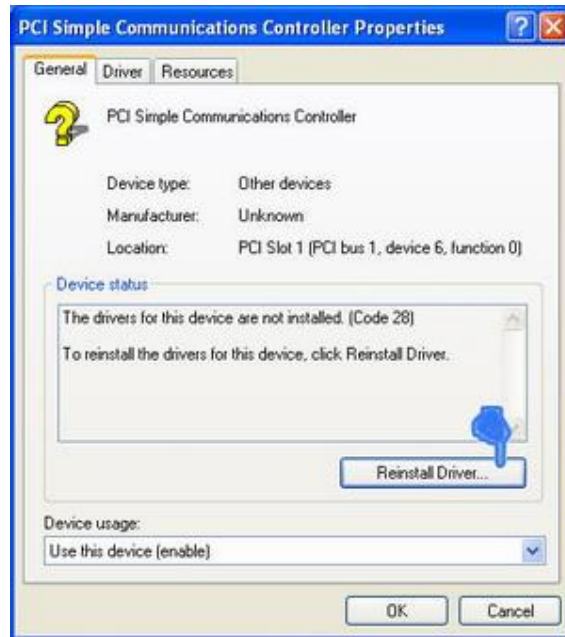 PCI Simple Communications Controller Properties
General Driver Resources
PCI Simple Communications Controller
Device type: Other devices
Manufacturer: Unknown
Location: PCI Slot 1 (PCI bus 1, device 6, function 0)
Device status
The drivers for this device are not installed. (Code 28)
To reinstall the drivers for this device, click Reinstall Driver.
Reinstall Driver...
Device usage:
Use this device (enable)
OK Cancel